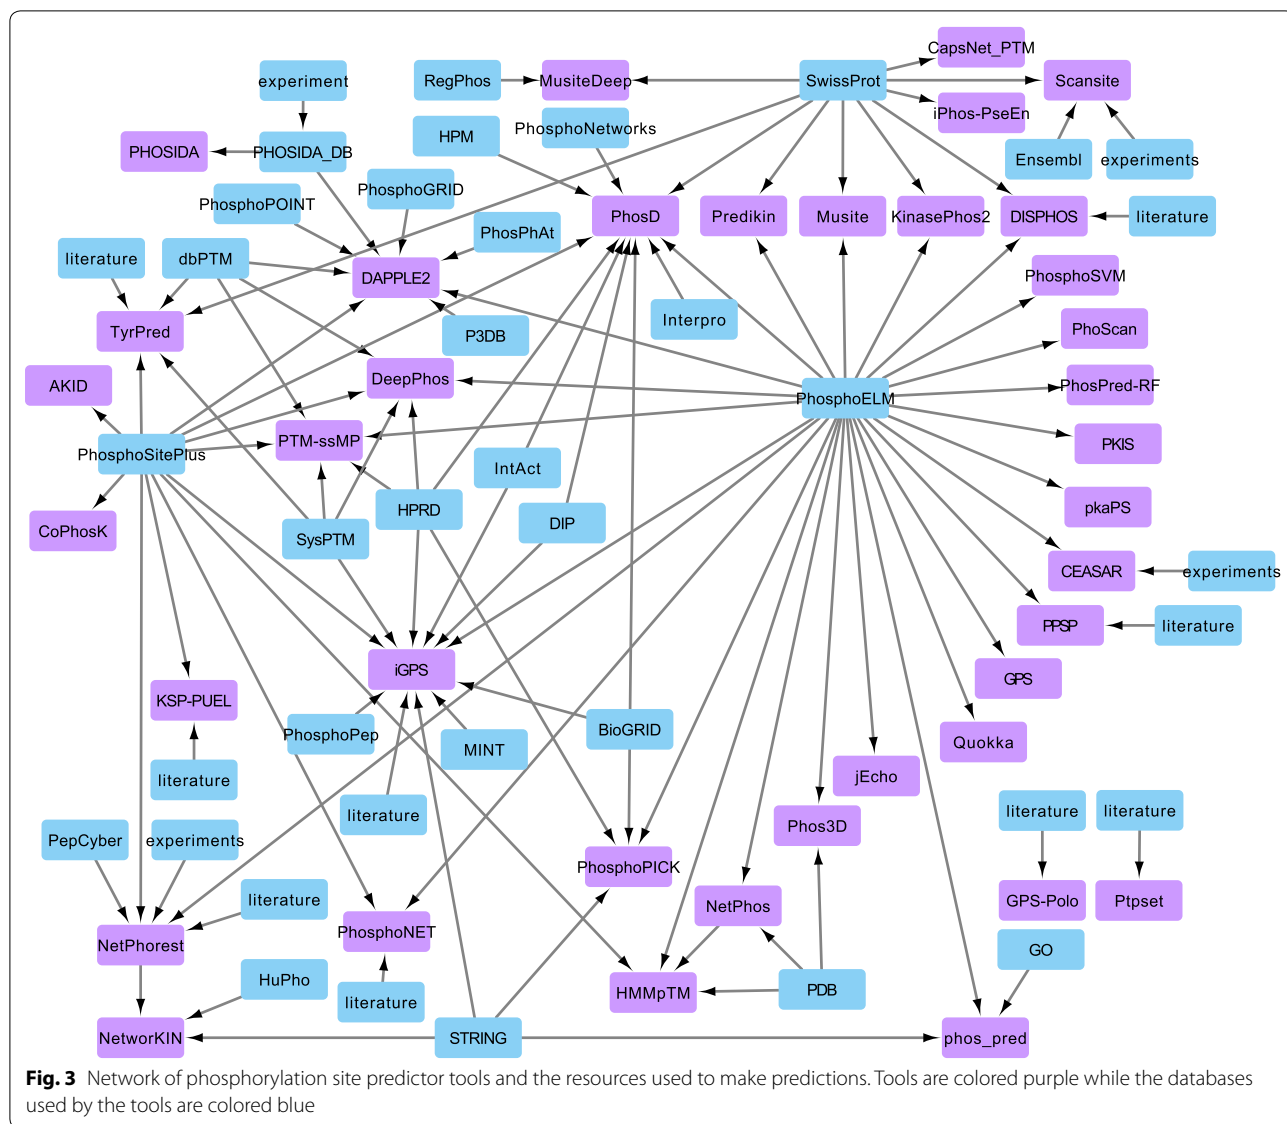 CapsNet_PTM
experiment
RegPhos
MusiteDeep
SwissProt
Scansite
iPhos-PseEn
HPM
PhosphoNetworks
PHOSIDA
PHOSIDA_DB
Ensembl
experiments
PhosphoPOINT
PhosphoGRID
PhosD
Predikin
Musite
KinasePhos2
DISPHOS
literature
PhosPhAt
literature
dbPTM
DAPPLE2
PhosphoSVM
TyrPred
P3DB
Interpro
PhoScan
AKID
DeepPhos
PhosphoELM
PhosPred-RF
PhosphoSitePlus
PTM-ssMP
PKIS
IntAct
CoPhosK
SysPTM
HPRD
DIP
pkaPS
CEASAR
experiments
PPSP
literature
iGPS
GPS
KSP-PUEL
PhosphoPep
MINT
BioGRID
Quokka
literature
jEcho
literature
Phos3D
literature
literature
PepCyber
experiments
PhosphoPICK
literature
NetPhos
GPS-Polo
Ptpset
NetPhorest
PhosphoNET
GO
HuPho
literature
HMMpTM
PDB
NetworKIN
STRING
phos_pred
Fig. 3 Network of phosphorylation site predictor tools and the resources used to make predictions. Tools are colored purple while the databases
used by the tools are colored blue